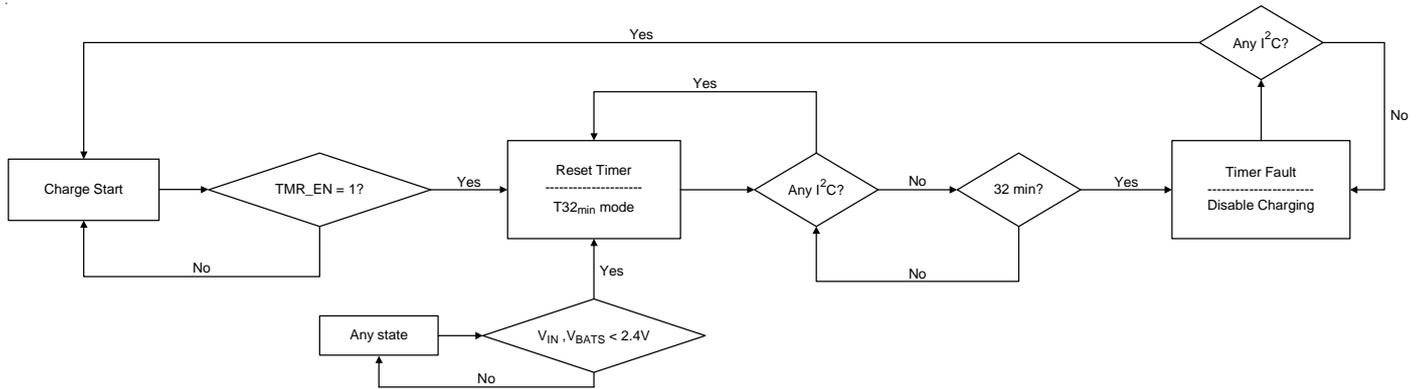 Any I²C?
Yes
No
Yes
Charge Start
TMR_EN = 1?
Yes
No
Reset Timer
T32min mode
Any I²C?
No
32 min?
No
Yes
Timer Fault
Disable Charging
Yes
Any state
VIN ,VBATS < 2.4V
No